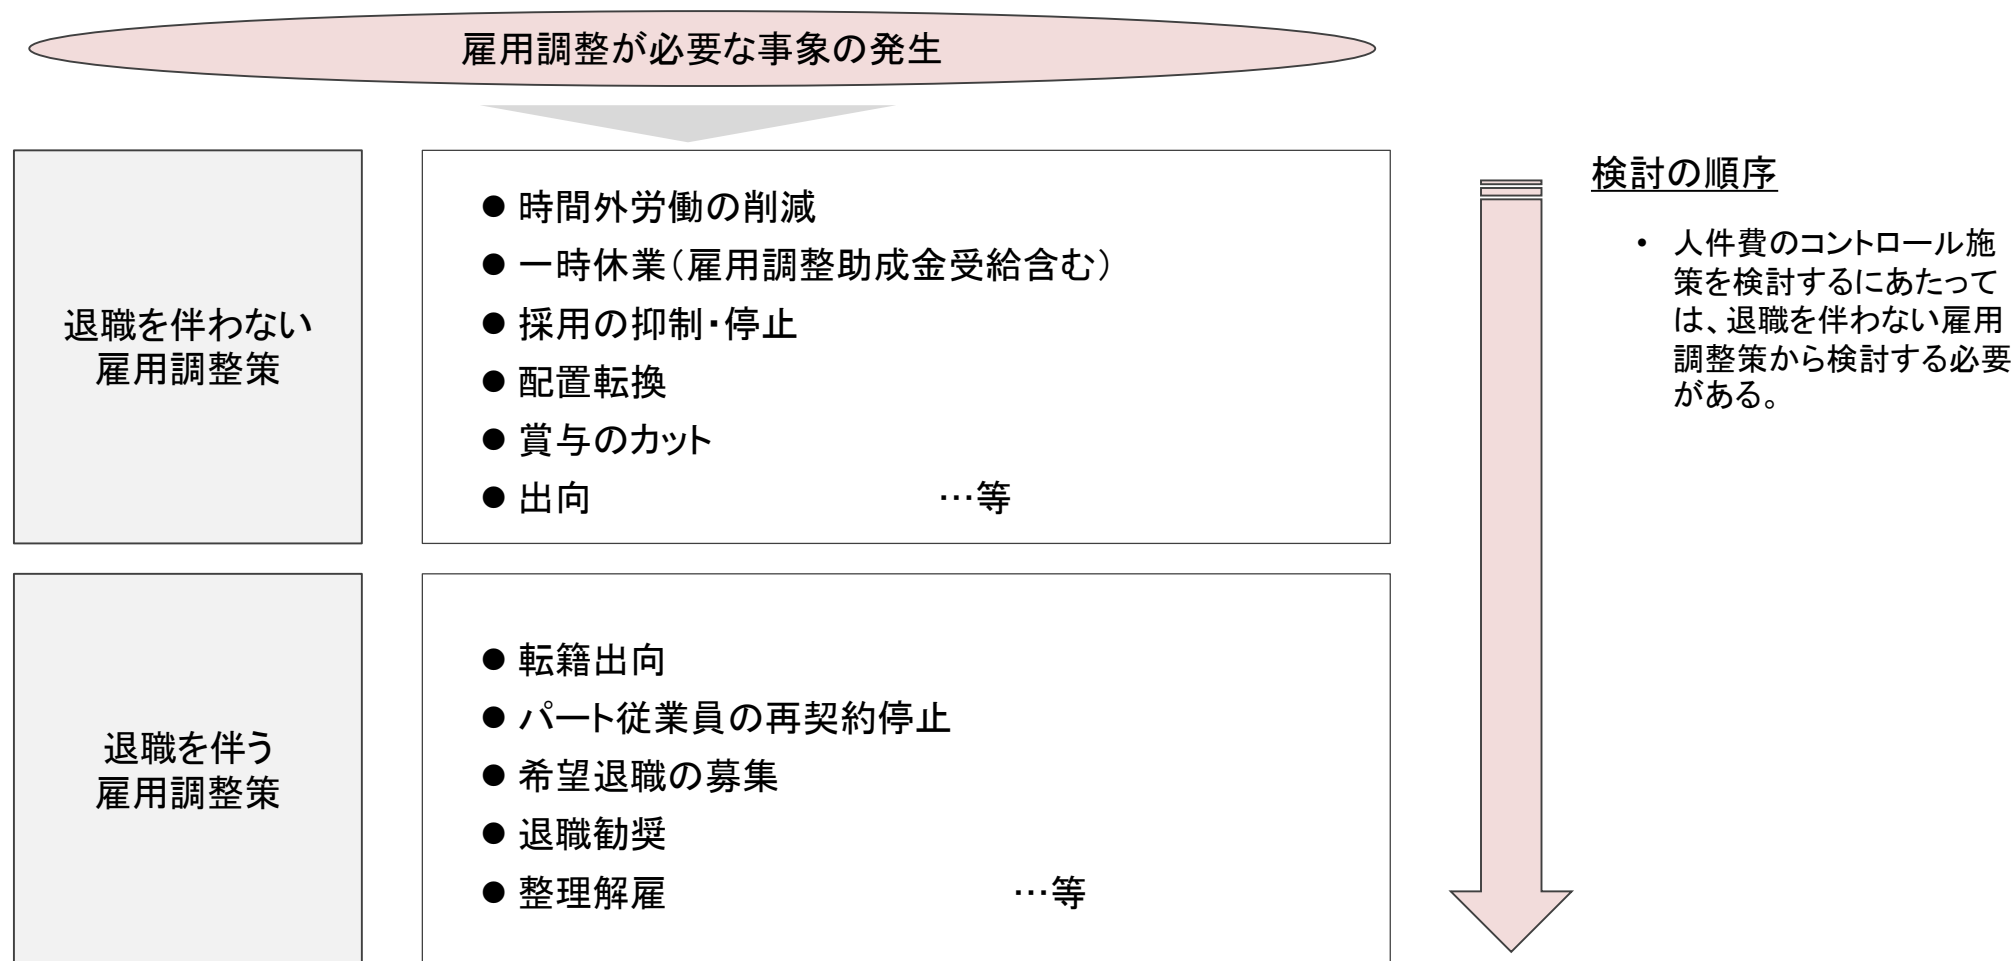 雇用調整が必要な事象の発生
退職を伴わない
雇用調整策
● 時間外労働の削減
● 一時休業(雇用調整助成金受給含む)
● 採用の抑制・停止
● 配置転換
● 賞与のカット
● 出向 …等
退職を伴う
雇用調整策
● 転籍出向
● パート従業員の再契約停止
● 希望退職の募集
● 退職勧奨
● 整理解雇 …等
検討の順序
• 人件費のコントロール施
策を検討するにあたって
は、退職を伴わない雇用
調整策から検討する必要
がある。